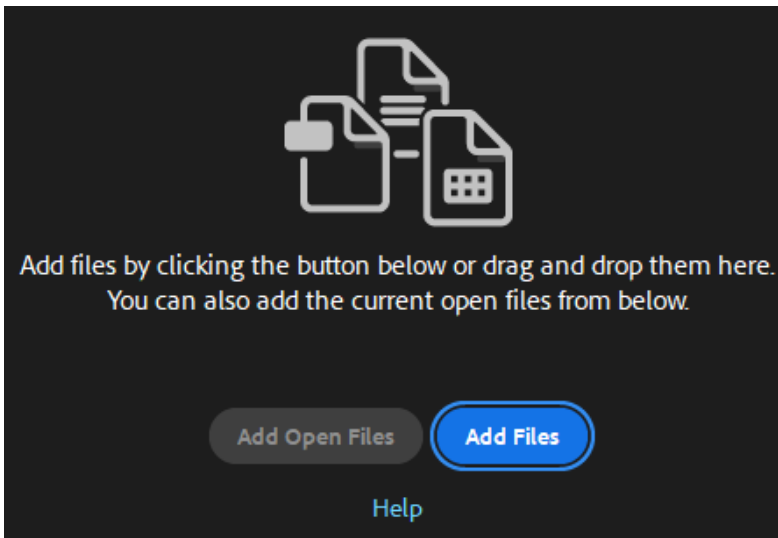 Add files by clicking the button below or drag and drop them here.
You can also add the current open files from below.
Add Open Files
Add Files
Help